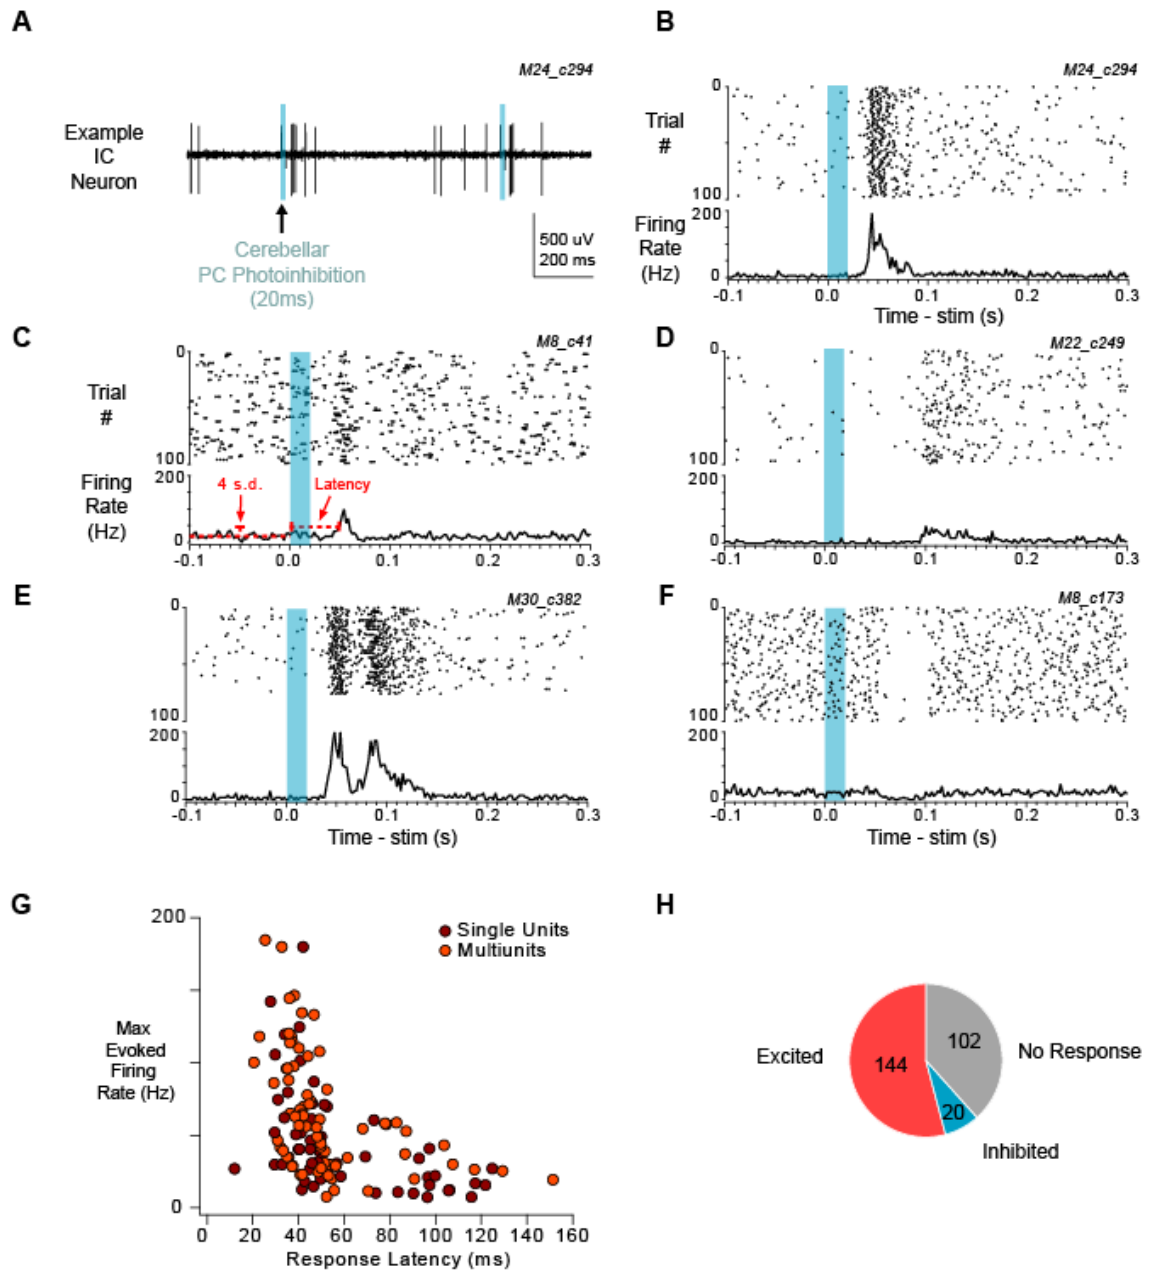 A
M24_c294
Example
IC
Neuron
500 uV
200 ms
Cerebellar
PC Photoinhibition
(20ms)
B
M24_c294
0
Trial
#
100
200
Firing
Rate
(Hz)
0
-0.1 0.0 0.1 0.2 0.3
Time - stim (s)
C
M8_c41
0
Trial
#
100
200
Firing
Rate
(Hz)
4 s.d.
Latency
0
-0.1 0.0 0.1 0.2 0.3
D
M22_c249
0
100
200
0
-0.1 0.0 0.1 0.2 0.3
E
M30_c382
0
100
200
0
-0.1 0.0 0.1 0.2 0.3
Time - stim (s)
F
M8_c173
0
100
200
0
-0.1 0.0 0.1 0.2 0.3
Time - stim (s)
G
200
Single Units
Multiunits
Max
Evoked
Firing
Rate (Hz)
0
0 20 40 60 80 100 120 140 160
Response Latency (ms)
H
Excited
144
102
No Response
20
Inhibited